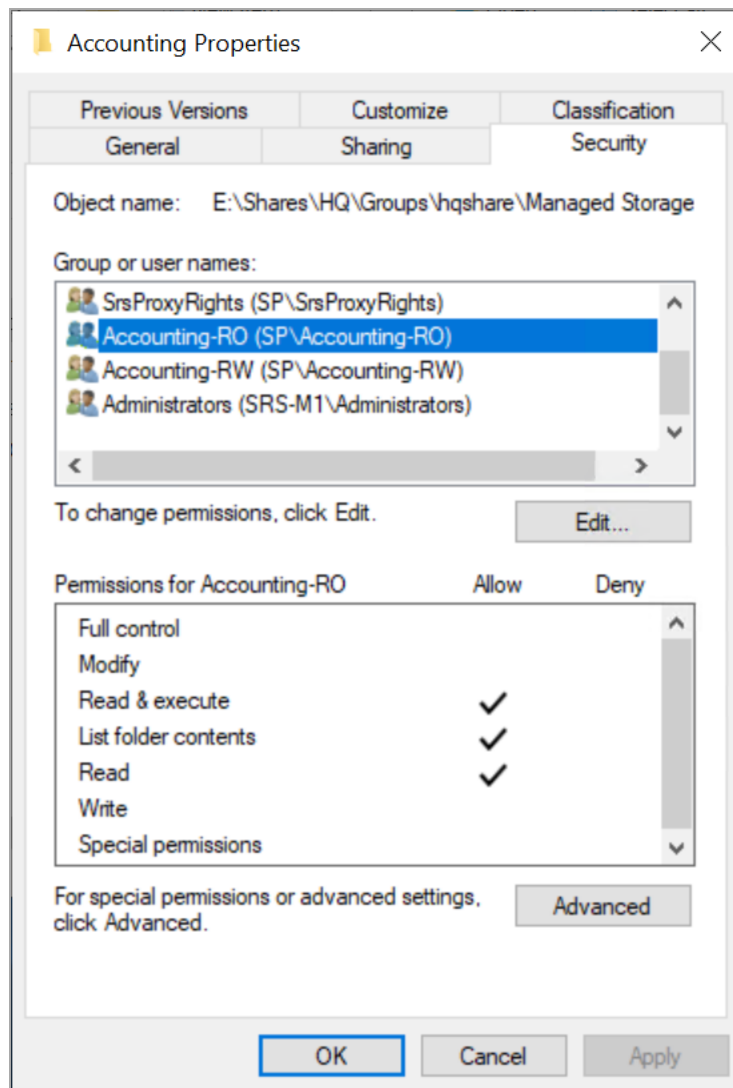 Accounting Properties
Previous Versions Customize Classification
General Sharing Security
Object name: E:\Shares\HQ\Groups\hqshare\Managed Storage
Group or user names:
SrsProxyRights (SP\SrsProxyRights)
Accounting-RO (SP\Accounting-RO)
Accounting-RW (SP\Accounting-RW)
Administrators (SRS-M1\Administrators)
To change permissions, click Edit.
Edit...
Permissions for Accounting-RO Allow Deny
Full control
Modify
Read & execute
List folder contents
Read
Write
Special permissions
For special permissions or advanced settings,
click Advanced.
Advanced
OK Cancel Apply